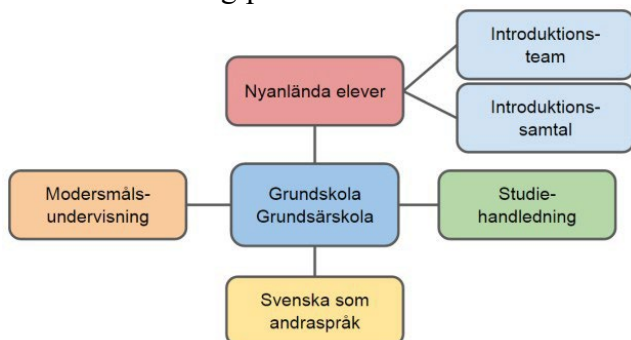 Introduktions-
team
Nyanlända elever
Introduktions-
samtal
Modersmåls-
undervisning
Grundskola
Grundsärskola
Studie-
handledning
Svenska som
andraspråk